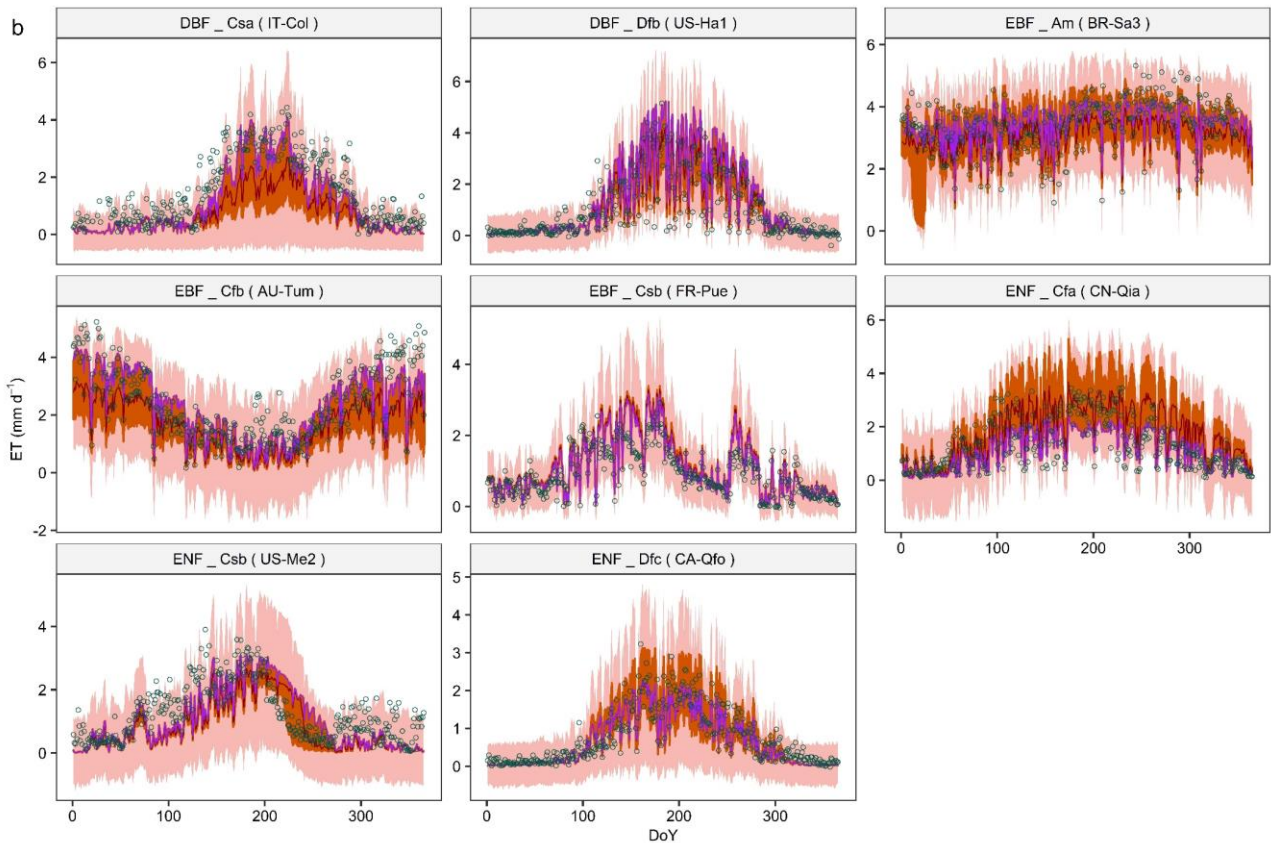 b
DBF _ Csa ( IT-Col )
DBF _ Dfb ( US-Ha1 )
EBF _ Am ( BR-Sa3 )
6
4
2
0
6
4
2
0
6
4
2
0
EBF _ Cfb ( AU-Tum )
EBF _ Csb ( FR-Pue )
ENF _ Cfa ( CN-Qia )
ET (mm d⁻¹)
4
2
0
-2
4
2
0
6
4
2
0
0 100 200 300
ENF _ Csb ( US-Me2 )
ENF _ Dfc ( CA-Qfo )
4
2
0
5
4
3
2
1
0
0 100 200 300
0 100 200 300
DoY